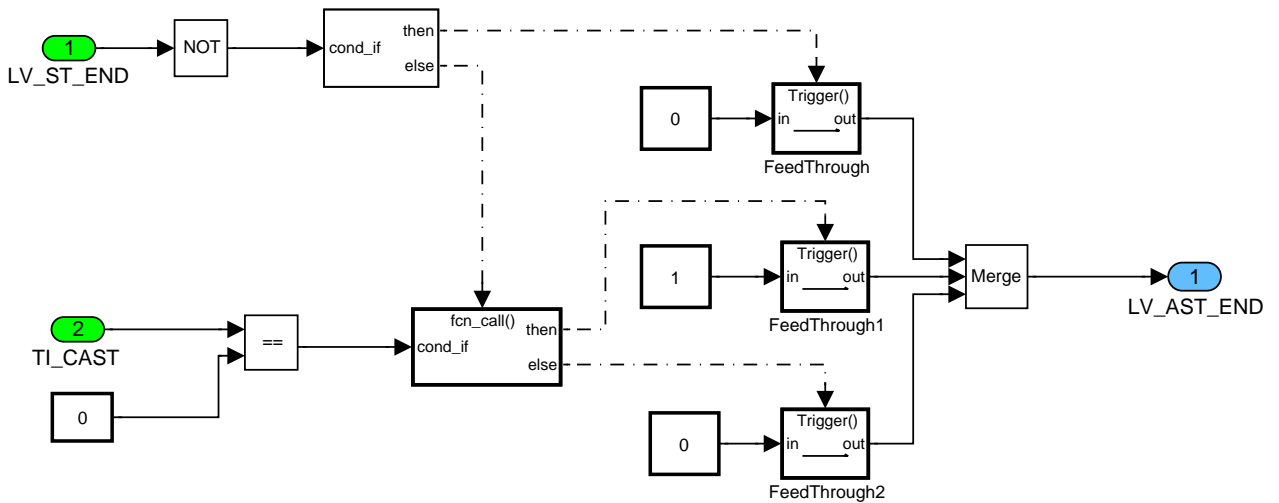 1
LV_ST_END
NOT
cond_if
then
else
0
Trigger()
in
out
FeedThrough
1
Trigger()
in
out
FeedThrough1
Merge
1
LV_AST_END
2
TI_CAST
0
==
fcn_call()
cond_if
then
else
0
Trigger()
in
out
FeedThrough2